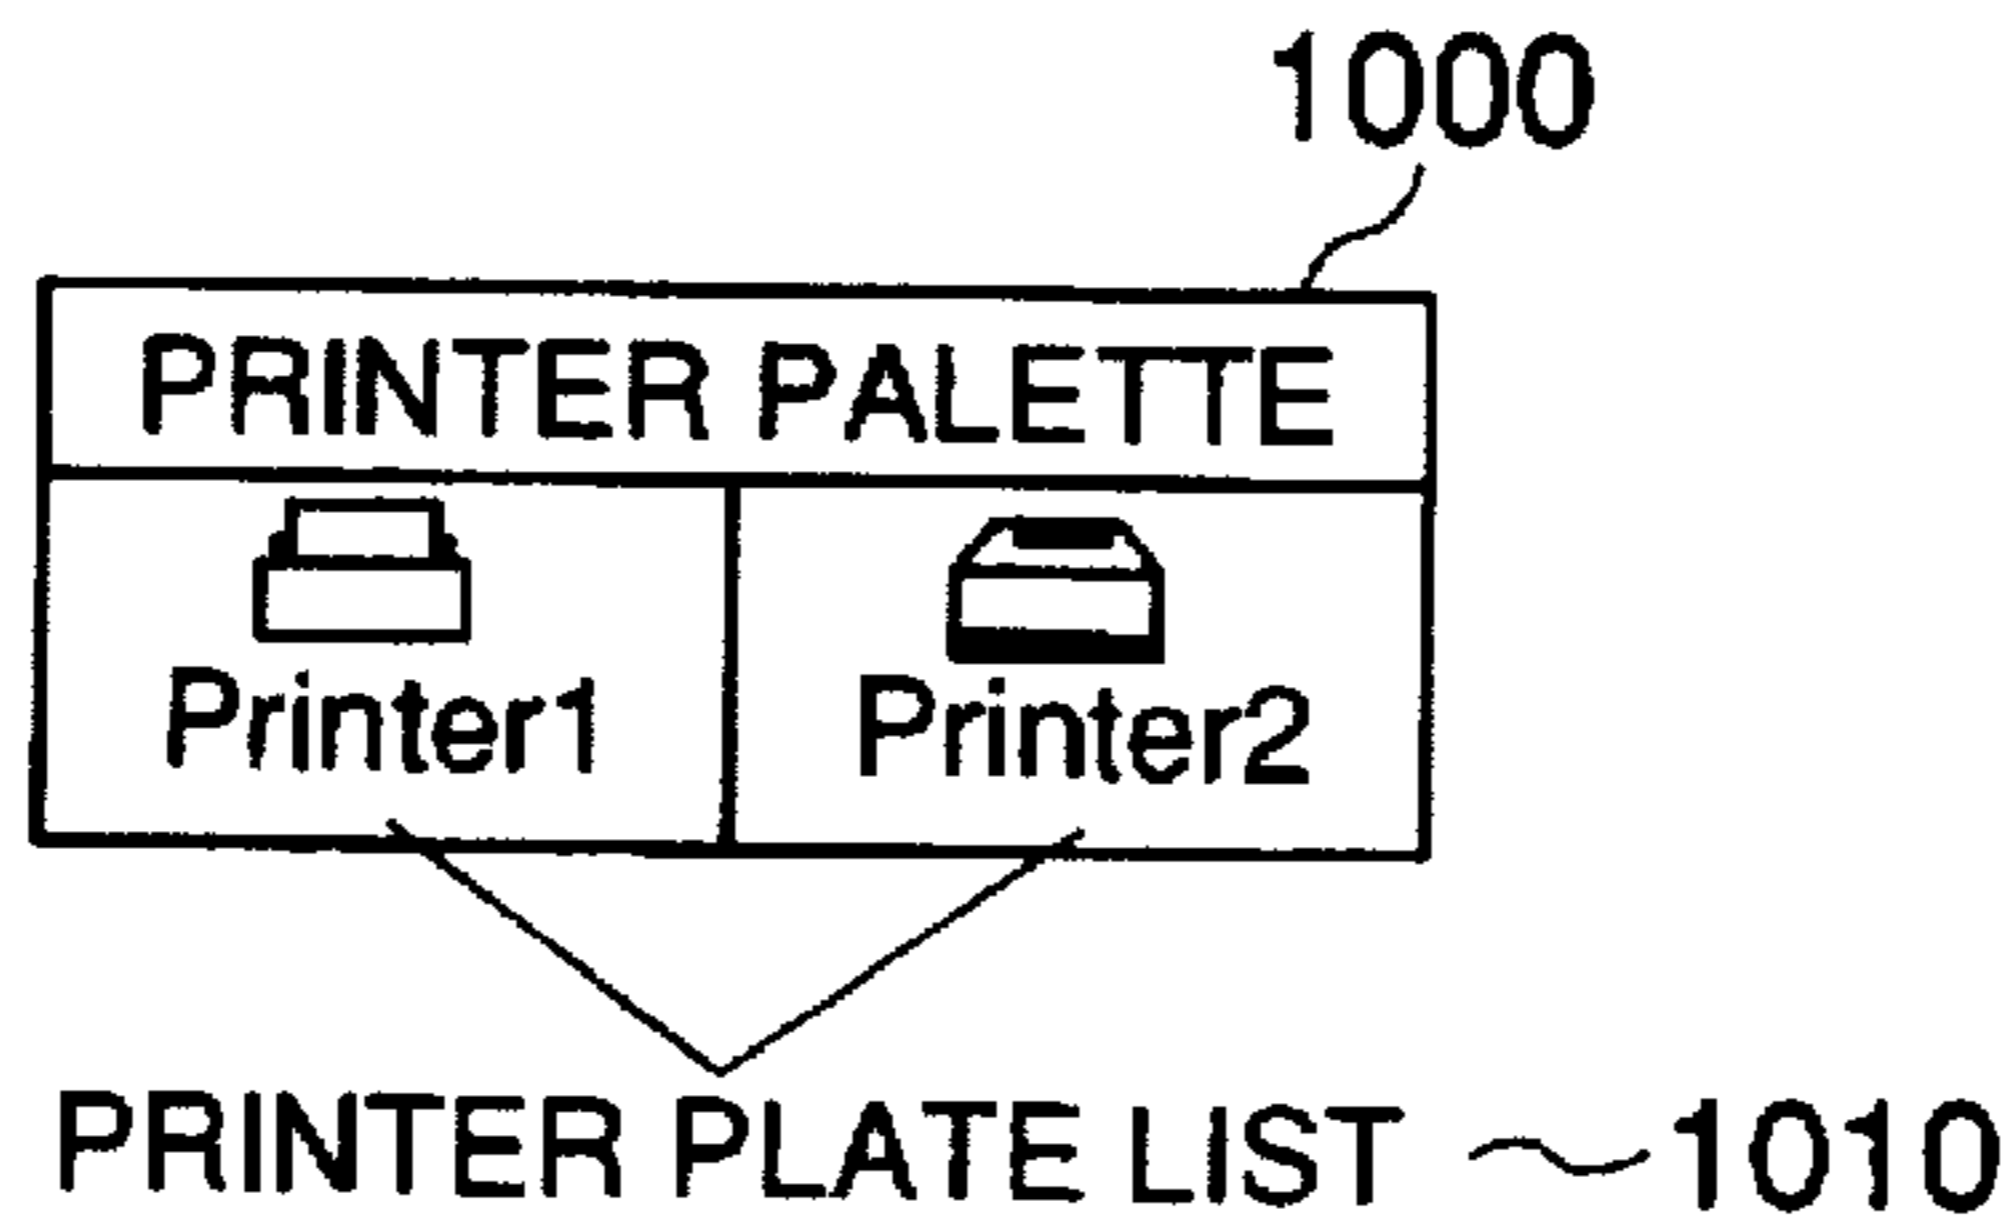 1000
PRINTER PALETTE
Printer1 Printer2
PRINTER PLATE LIST 1010